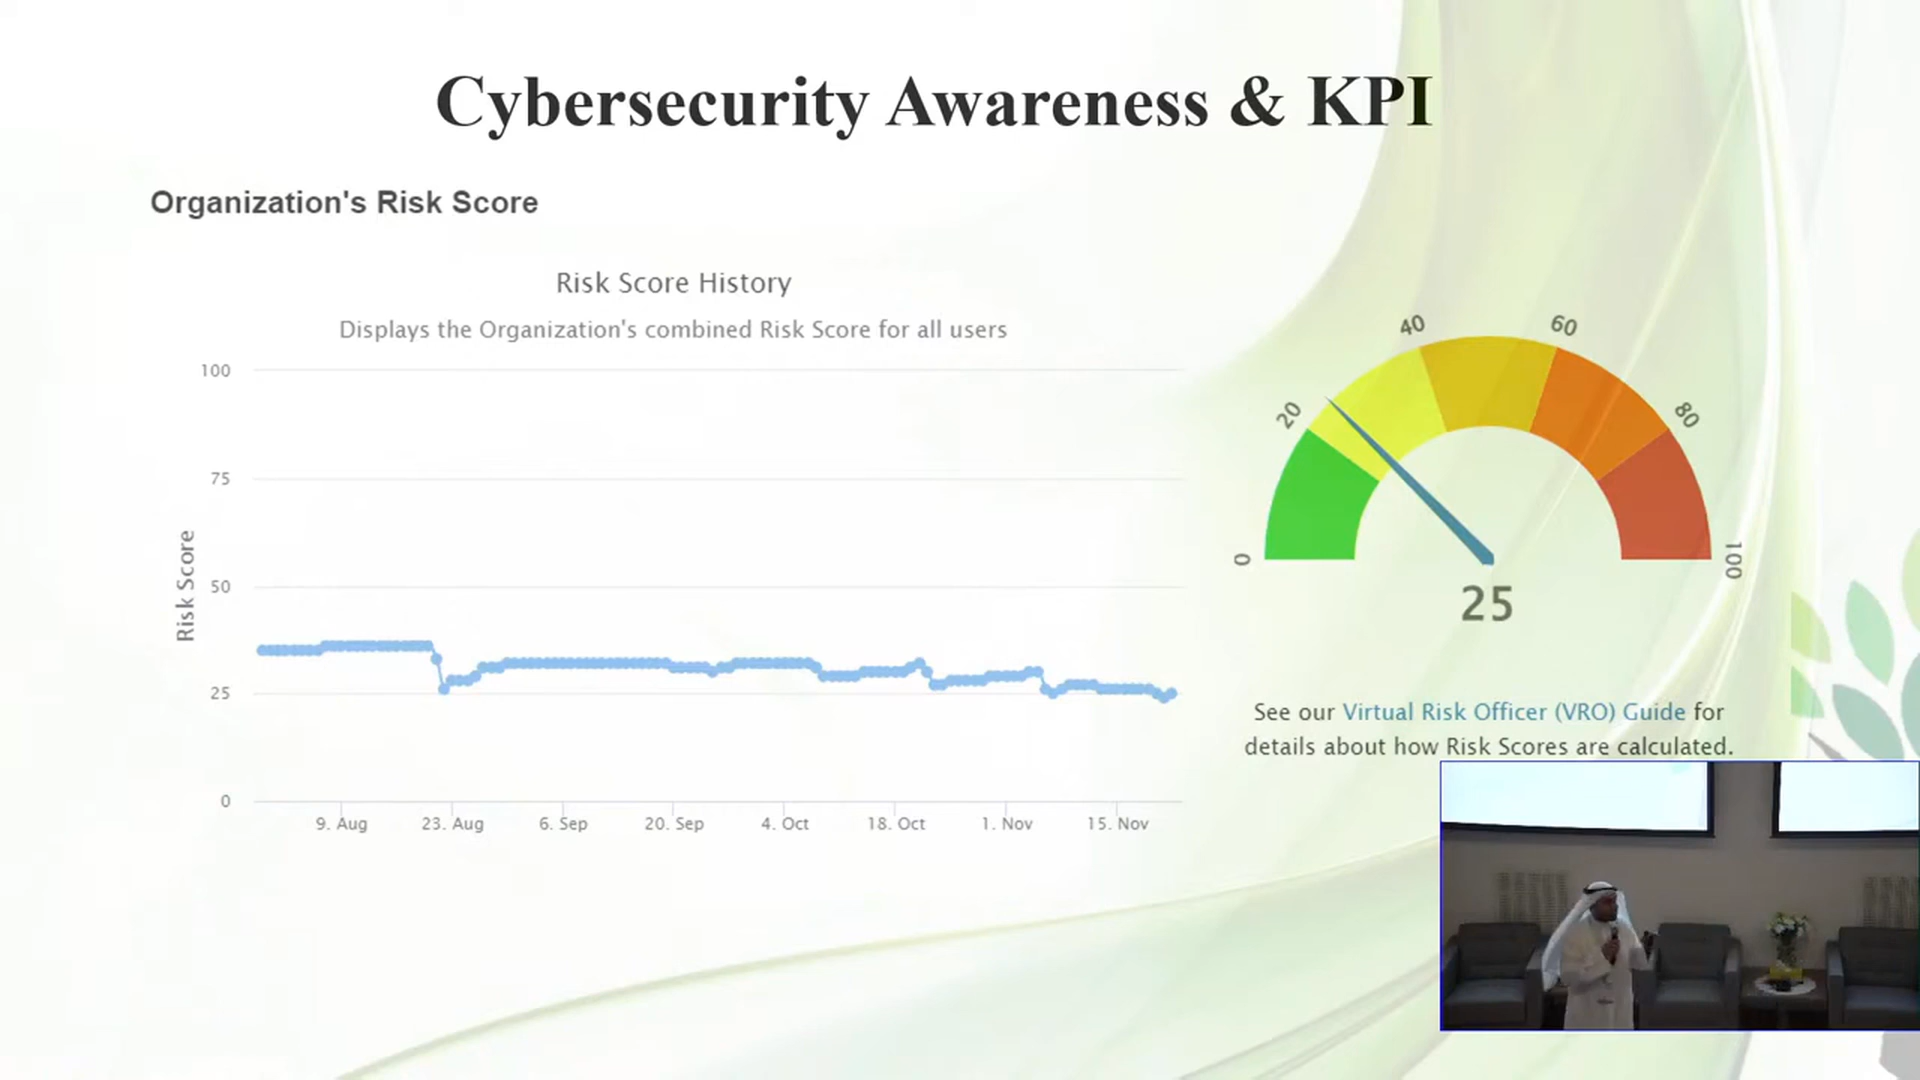 Cybersecurity Awareness & KPI
Organization's Risk Score
Risk Score History
Displays the Organization's combined Risk Score for all users
Risk Score
100
75
50
25
0
9. Aug
23. Aug
6. Sep
20. Sep
4. Oct
18. Oct
1. Nov
15. Nov
0
20
40
60
80
100
25
See our Virtual Risk Officer (VRO) Guide for
details about how Risk Scores are calculated.